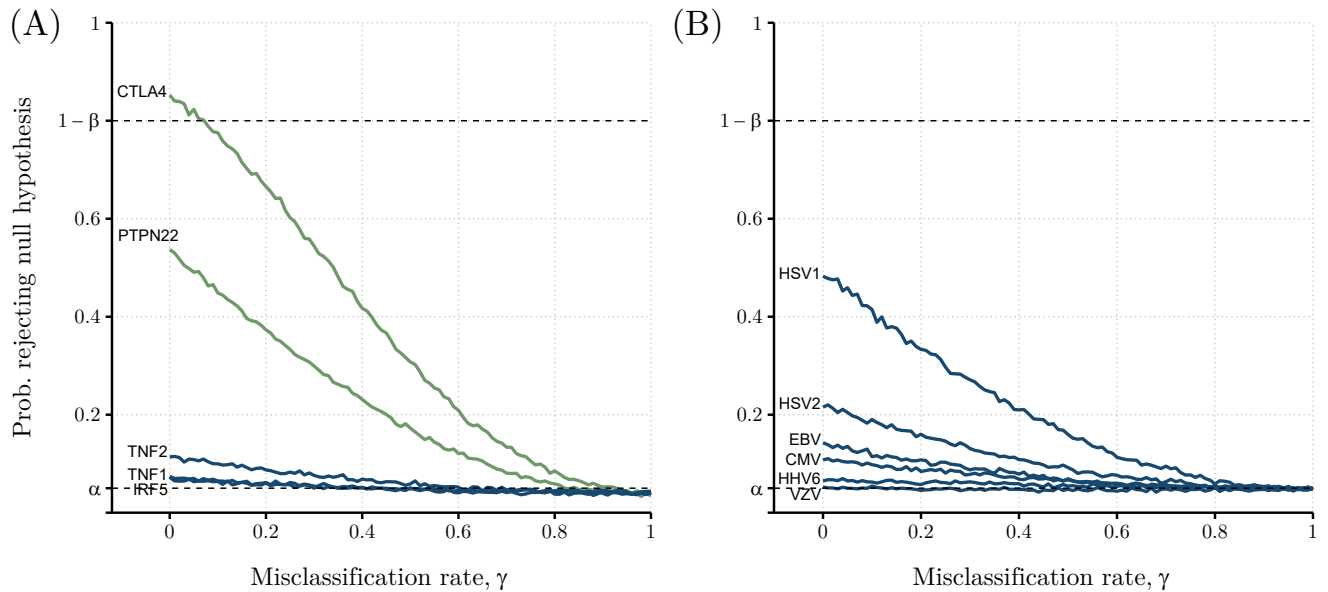 (A)
(B)
Prob. rejecting null hypothesis
1
1 − β
0.6
0.4
0.2
α
CTLA4
PTPN22
TNF2
TNF1
IRF5
0
0.2
0.4
0.6
0.8
1
Misclassification rate, γ
1
1 − β
0.6
0.4
0.2
α
HSV1
HSV2
EBV
CMV
HHV6
VZV
0
0.2
0.4
0.6
0.8
1
Misclassification rate, γ